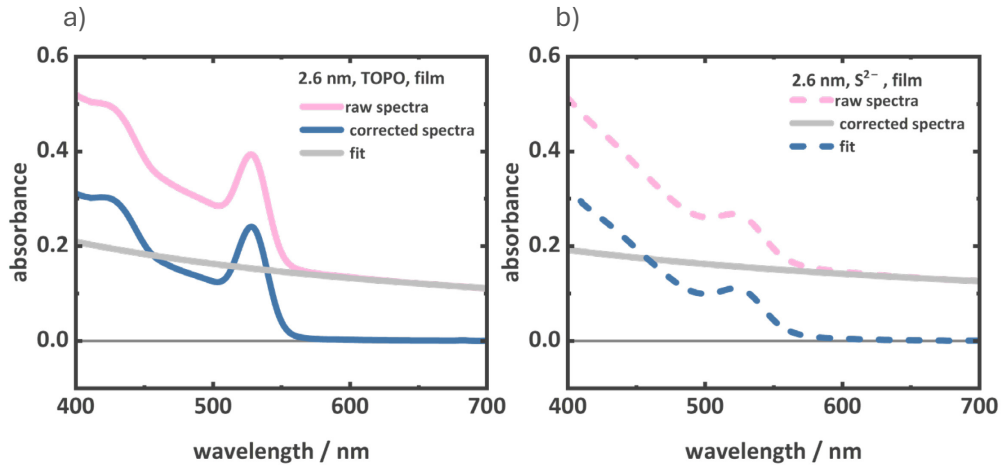 a)
2.6 nm, TOPO, film
raw spectra
corrected spectra
fit
0.6
0.4
0.2
0.0
absorbance
400
500
600
700
wavelength / nm
b)
2.6 nm, S²⁻ , film
raw spectra
corrected spectra
fit
0.6
0.4
0.2
0.0
absorbance
400
500
600
700
wavelength / nm